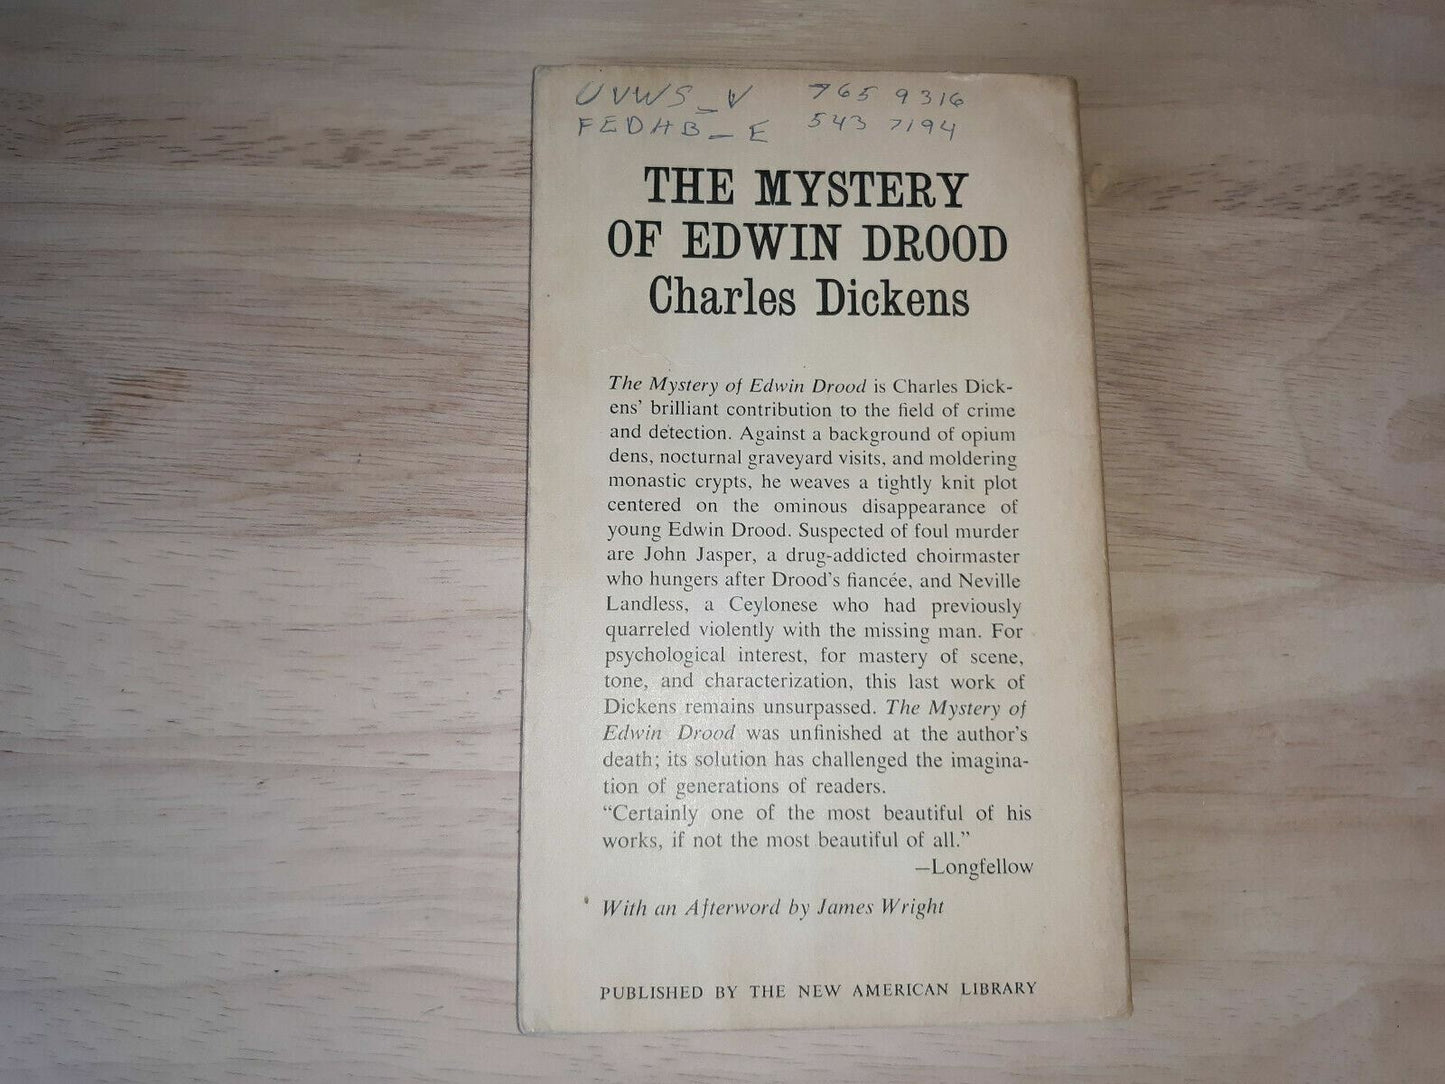 UVWS_V 765 9316
FEDHB_E 543 7194
THE MYSTERY
OF EDWIN DROOD
Charles Dickens
The Mystery of Edwin Drood is Charles Dick-
ens' brilliant contribution to the field of crime
and detection. Against a background of opium
dens, nocturnal graveyard visits, and moldering
monastic crypts, he weaves a tightly knit plot
centered on the ominous disappearance of
young Edwin Drood. Suspected of foul murder
are John Jasper, a drug-addicted choirmaster
who hungers after Drood's fiancée, and Neville
Landless, a Ceylonese who had previously
quarreled violently with the missing man. For
psychological interest, for mastery of scene,
tone, and characterization, this last work of
Dickens remains unsurpassed. The Mystery of
Edwin Drood was unfinished at the author's
death; its solution has challenged the imagina-
tion of generations of readers.
“Certainly one of the most beautiful of his
works, if not the most beautiful of all.”
—Longfellow
With an Afterword by James Wright
PUBLISHED BY THE NEW AMERICAN LIBRARY